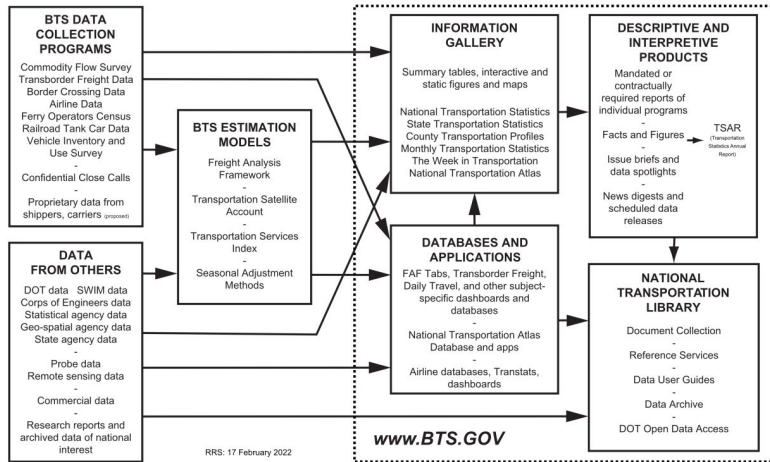 BTS DATA
COLLECTION
PROGRAMS
Commodity Flow Survey
Transborder Freight Data
Border Crossing Data
Airline Data
Ferry Operators Census
Railroad Tank Car Data
Vehicle Inventory and
Use Survey
-
Confidential Close Calls
-
Proprietary data from
shippers, carriers (proposed)
DATA
FROM OTHERS
DOT data SWIM data
Corps of Engineers data
Statistical agency data
Geo-spatial agency data
State agency data
-
Probe data
Remote sensing data
-
Commercial data
-
Research reports and
archived data of national
interest
BTS ESTIMATION
MODELS
Freight Analysis
Framework
-
Transportation Satellite
Account
-
Transportation Services
Index
-
Seasonal Adjustment
Methods
RRS: 17 February 2022
INFORMATION
GALLERY
Summary tables, interactive and
static figures and maps
National Transportation Statistics
State Transportation Statistics
County Transportation Profiles
Monthly Transportation Statistics
The Week in Transportation
National Transportation Atlas
DATABASES AND
APPLICATIONS
FAF Tabs, Transborder Freight,
Daily Travel, and other subject-
specific dashboards and
databases
-
National Transportation Atlas
Database and apps
-
Airline databases, Transtats,
dashboards
www.BTS.GOV
DESCRIPTIVE AND
INTERPRETIVE
PRODUCTS
Mandated or
contractually
required reports of
individual programs
-
Facts and Figures
-
Issue briefs and
data spotlights
-
News digests and
scheduled data
releases
TSAR
(Transportation
Statistics Annual
Report)
NATIONAL
TRANSPORTATION
LIBRARY
Document Collection
-
Reference Services
-
Data User Guides
-
Data Archive
-
DOT Open Data Access